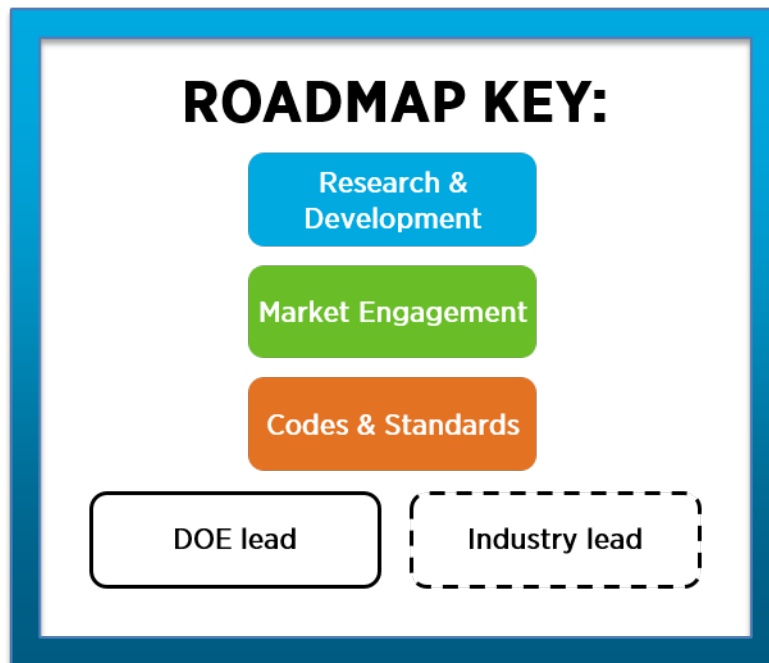 ROADMAP KEY:
Research &
Development
Market Engagement
Codes & Standards
DOE lead
Industry lead